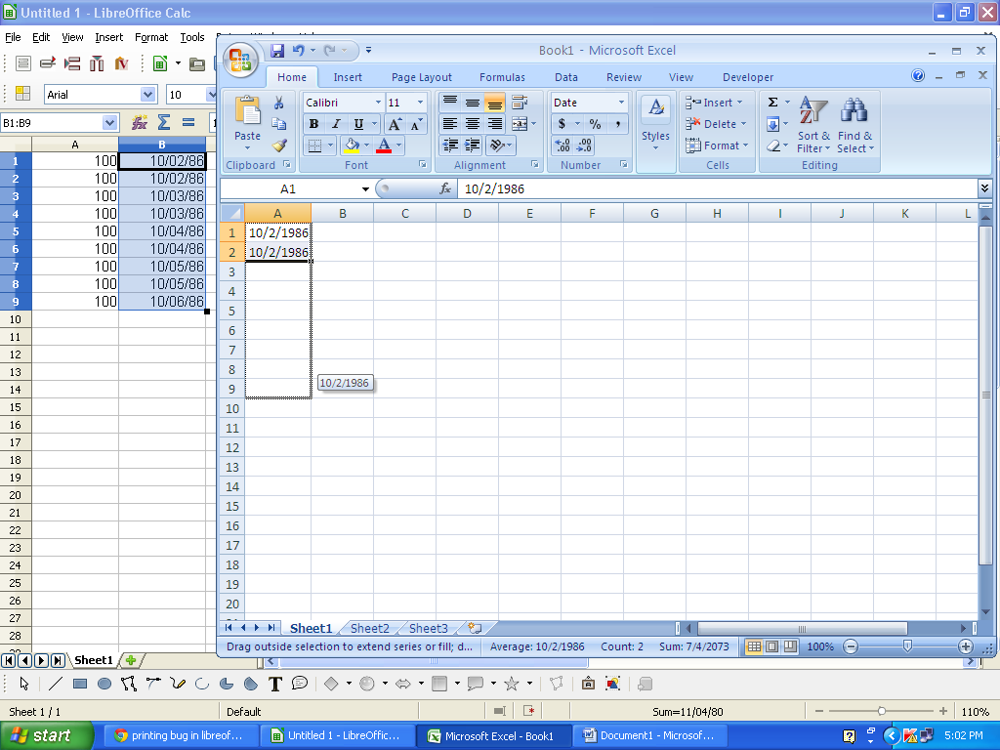 Untitled 1 - LibreOffice Calc
File Edit View Insert Format Tools
Arial 10
B1:B9
A B
1 100 10/02/86
2 100 10/02/86
3 100 10/03/86
4 100 10/03/86
5 100 10/04/86
6 100 10/04/86
7 100 10/05/86
8 100 10/05/86
9 100 10/06/86
10
11
12
13
14
15
16
17
18
19
20
21
22
23
24
25
26
27
28
Sheet1
Book1 - Microsoft Excel
Home Insert Page Layout Formulas Data Review View Developer
Paste
Clipboard
Calibri 11
B I U A A
Font
Alignment
Date
$ % ,
Number
Styles
Insert
Delete
Format
Cells
Sort & Filter
Find & Select
Editing
A1 fx 10/2/1986
A B C D E F G H I J K L
1 10/2/1986
2 10/2/1986
3
4
5
6
7
8
9
10/2/1986
10
11
12
13
14
15
16
17
18
19
20
Sheet1 Sheet2 Sheet3
Drag outside selection to extend series or fill; d... Average: 10/2/1986 Count: 2 Sum: 7/4/2073 100%
Sheet 1 / 1 Default Sum=11/04/80 110%
start printing bug in libreof... Untitled 1 - LibreOffic... Microsoft Excel - Book1 Document1 - Microsof... 5:02 PM